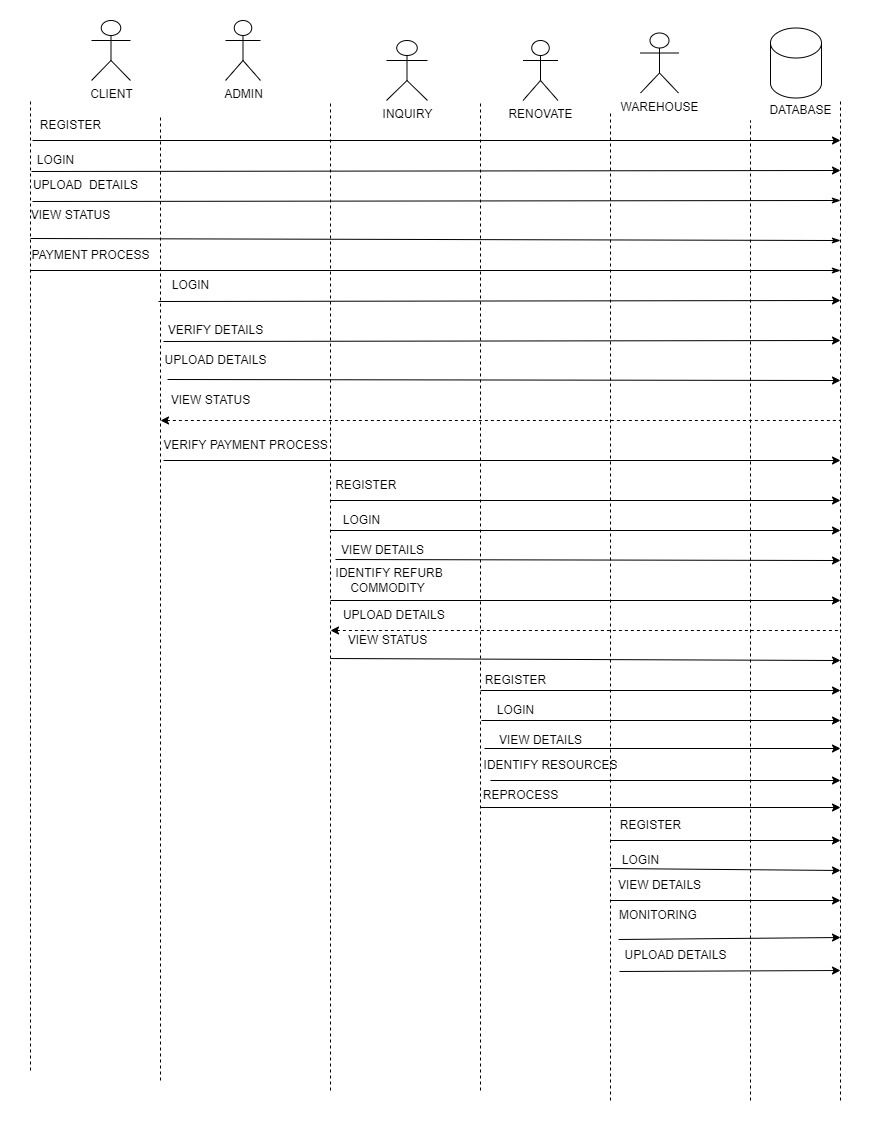 CLIENT
ADMIN
INQUIRY
RENOVATE
WAREHOUSE
DATABASE
REGISTER
LOGIN
UPLOAD DETAILS
VIEW STATUS
PAYMENT PROCESS
LOGIN
VERIFY DETAILS
UPLOAD DETAILS
VIEW STATUS
VERIFY PAYMENT PROCESS
REGISTER
LOGIN
VIEW DETAILS
IDENTIFY REFURB
COMMODITY
UPLOAD DETAILS
VIEW STATUS
REGISTER
LOGIN
VIEW DETAILS
IDENTIFY RESOURCES
REPROCESS
REGISTER
LOGIN
VIEW DETAILS
MONITORING
UPLOAD DETAILS